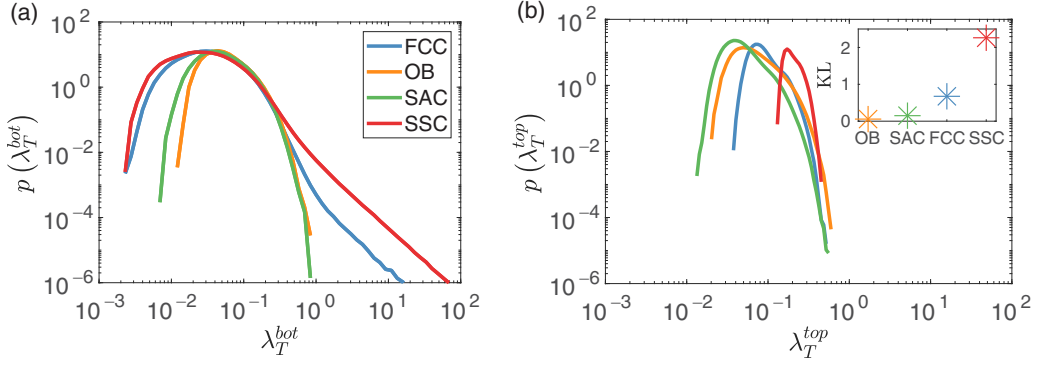 (a)
10^2
10^0
10^-2
10^-4
10^-6
p (λ_T^bot)
FCC
OB
SAC
SSC
10^-3 10^-2 10^-1 10^0 10^1 10^2
λ_T^bot
(b)
10^2
10^0
10^-2
10^-4
10^-6
p (λ_T^top)
KL
2
1
0
OB SAC FCC SSC
10^-3 10^-2 10^-1 10^0 10^1 10^2
λ_T^top